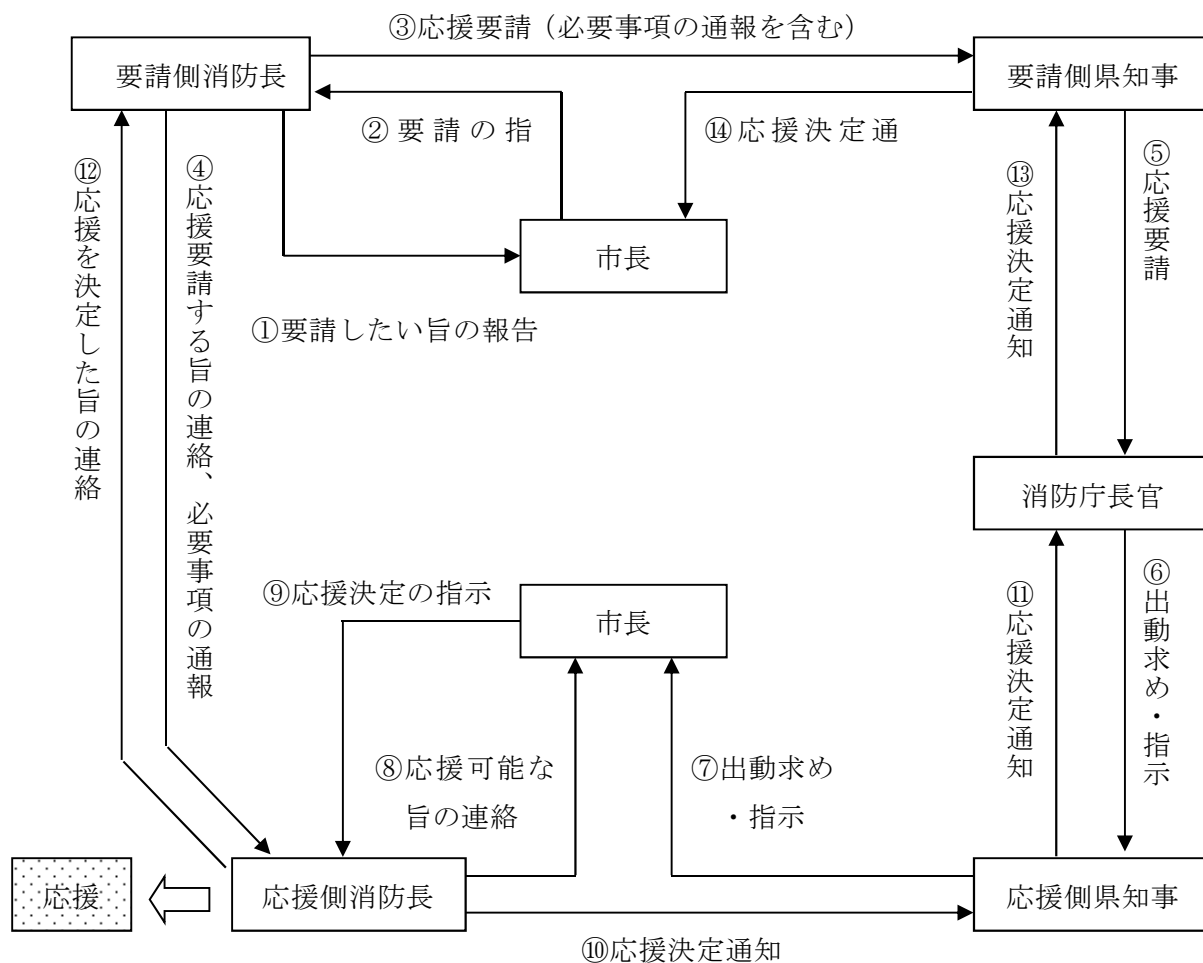 ③応援要請（必要事項の通報を含む）
要請側消防長
要請側県知事
②要請の指
⑭応援決定通
⑫応援を決定した旨の連絡
④応援要請する旨の連絡、必要事項の通報
⑬応援決定通知
⑤応援要請
市長
①要請したい旨の報告
消防庁長官
⑨応援決定の指示
市長
⑪応援決定通知
⑥出動求め・指示
⑧応援可能な
旨の連絡
⑦出動求め
・指示
応援
応援側消防長
応援側県知事
⑩応援決定通知